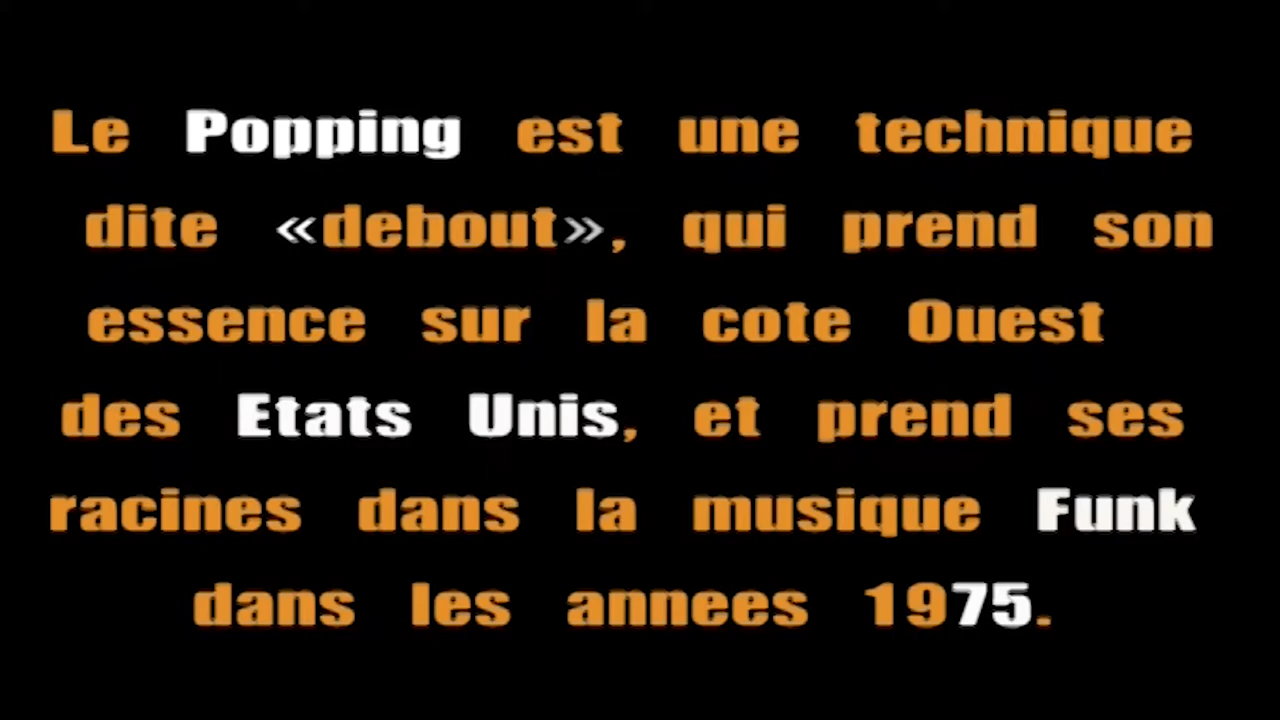 Le Popping est une technique
dite «debout», qui prend son
essence sur la cote Ouest
des Etats Unis, et prend ses
racines dans la musique Funk
dans les annees 1975.